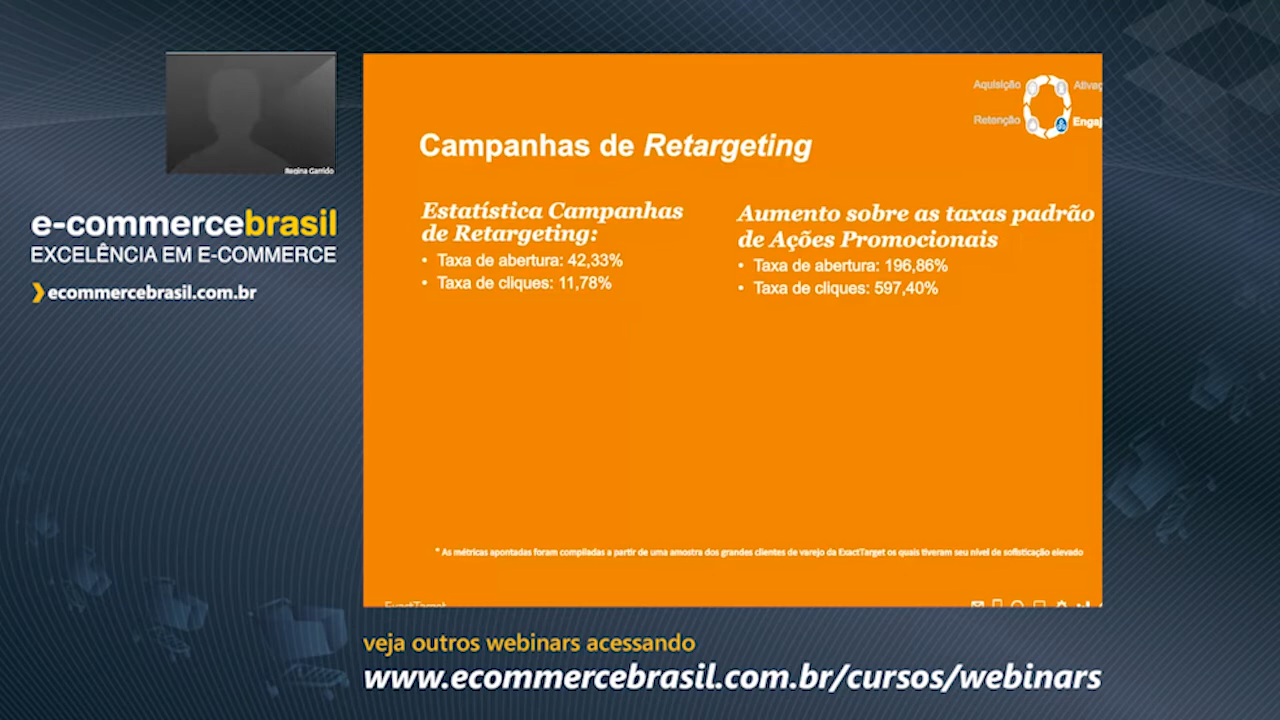 Regina Garrido
e-commercebrasil
EXCELÊNCIA EM E-COMMERCE
ecommercebrasil.com.br
Aquisição
Retenção
Campanhas de Retargeting
Estatística Campanhas
de Retargeting:
• Taxa de abertura: 42,33%
• Taxa de cliques: 11,78%
Aumento sobre as taxas padrão
de Ações Promocionais
• Taxa de abertura: 196,86%
• Taxa de cliques: 597,40%
* As métricas apontadas foram compiladas a partir de uma amostra dos grandes clientes de varejo da ExactTarget os quais tiveram seu nível de sofisticação elevado
ExactTarget
veja outros webinars acessando
www.ecommercebrasil.com.br/cursos/webinars